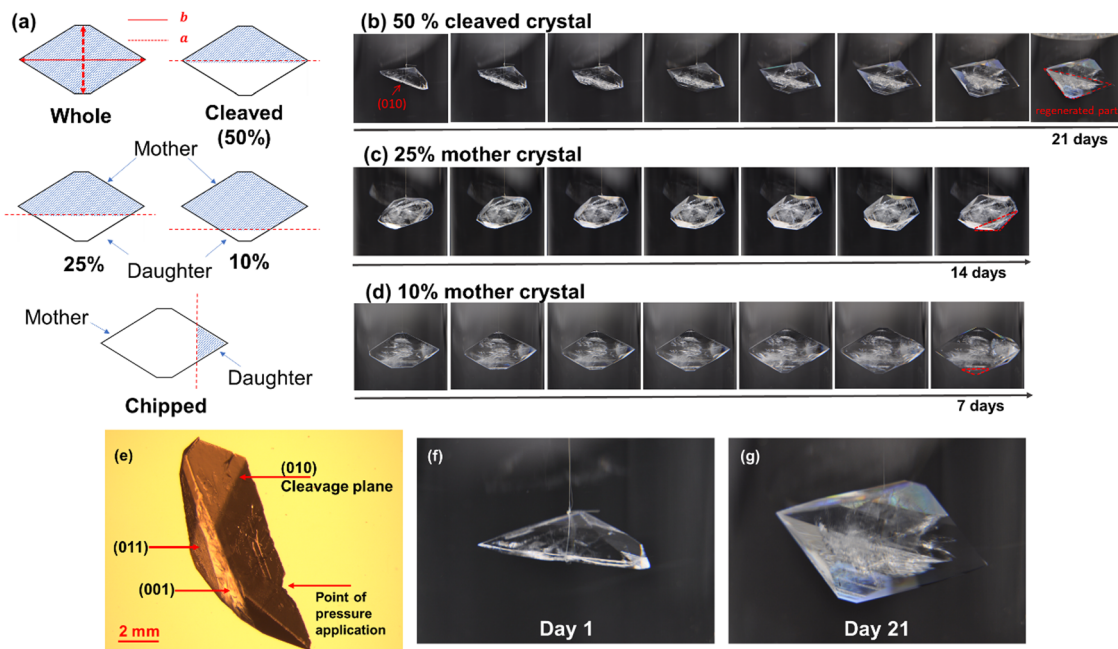 (a)
b
a
Whole
Cleaved
(50%)
Mother
25%
Daughter
10%
Mother
Daughter
Chipped
(b) 50 % cleaved crystal
(010)
regenerated part
21 days
(c) 25% mother crystal
14 days
(d) 10% mother crystal
7 days
(e)
(010)
Cleavage plane
(011)
(001)
Point of
pressure
application
2 mm
(f)
Day 1
(g)
Day 21